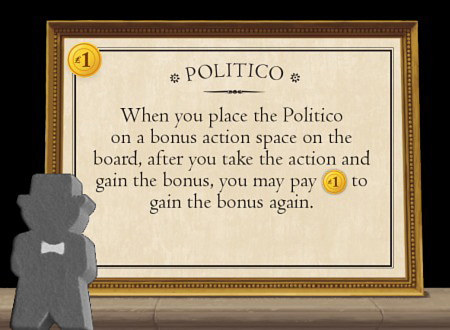 £1
POLITICO
When you place the Politico
on a bonus action space on the
board, after you take the action and
gain the bonus, you may pay £1 to
gain the bonus again.